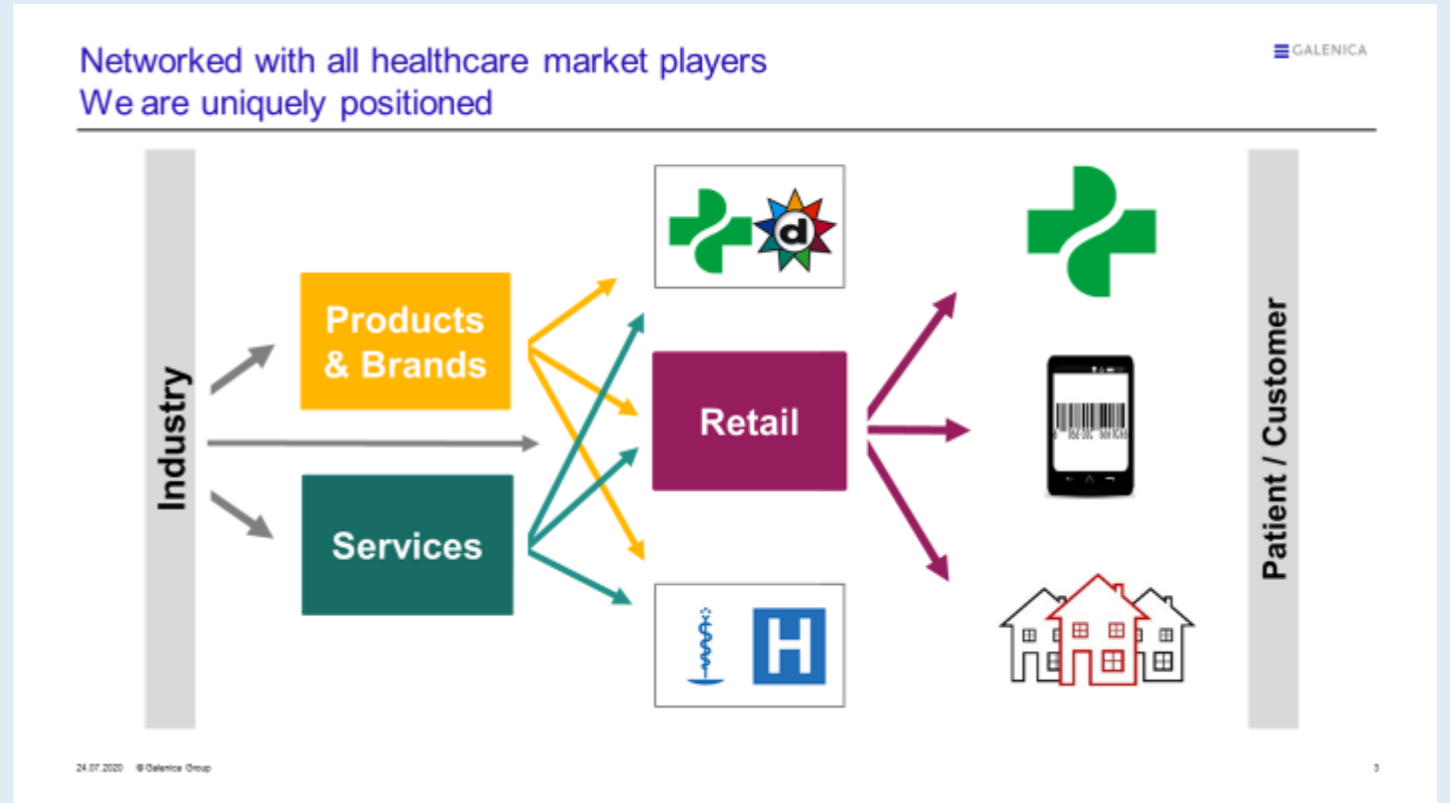 Networked with all healthcare market players
We are uniquely positioned
GALENICA
Industry
Products
& Brands
Services
d
Retail
H
Patient / Customer
24.07.2020 © Galenica Group
3